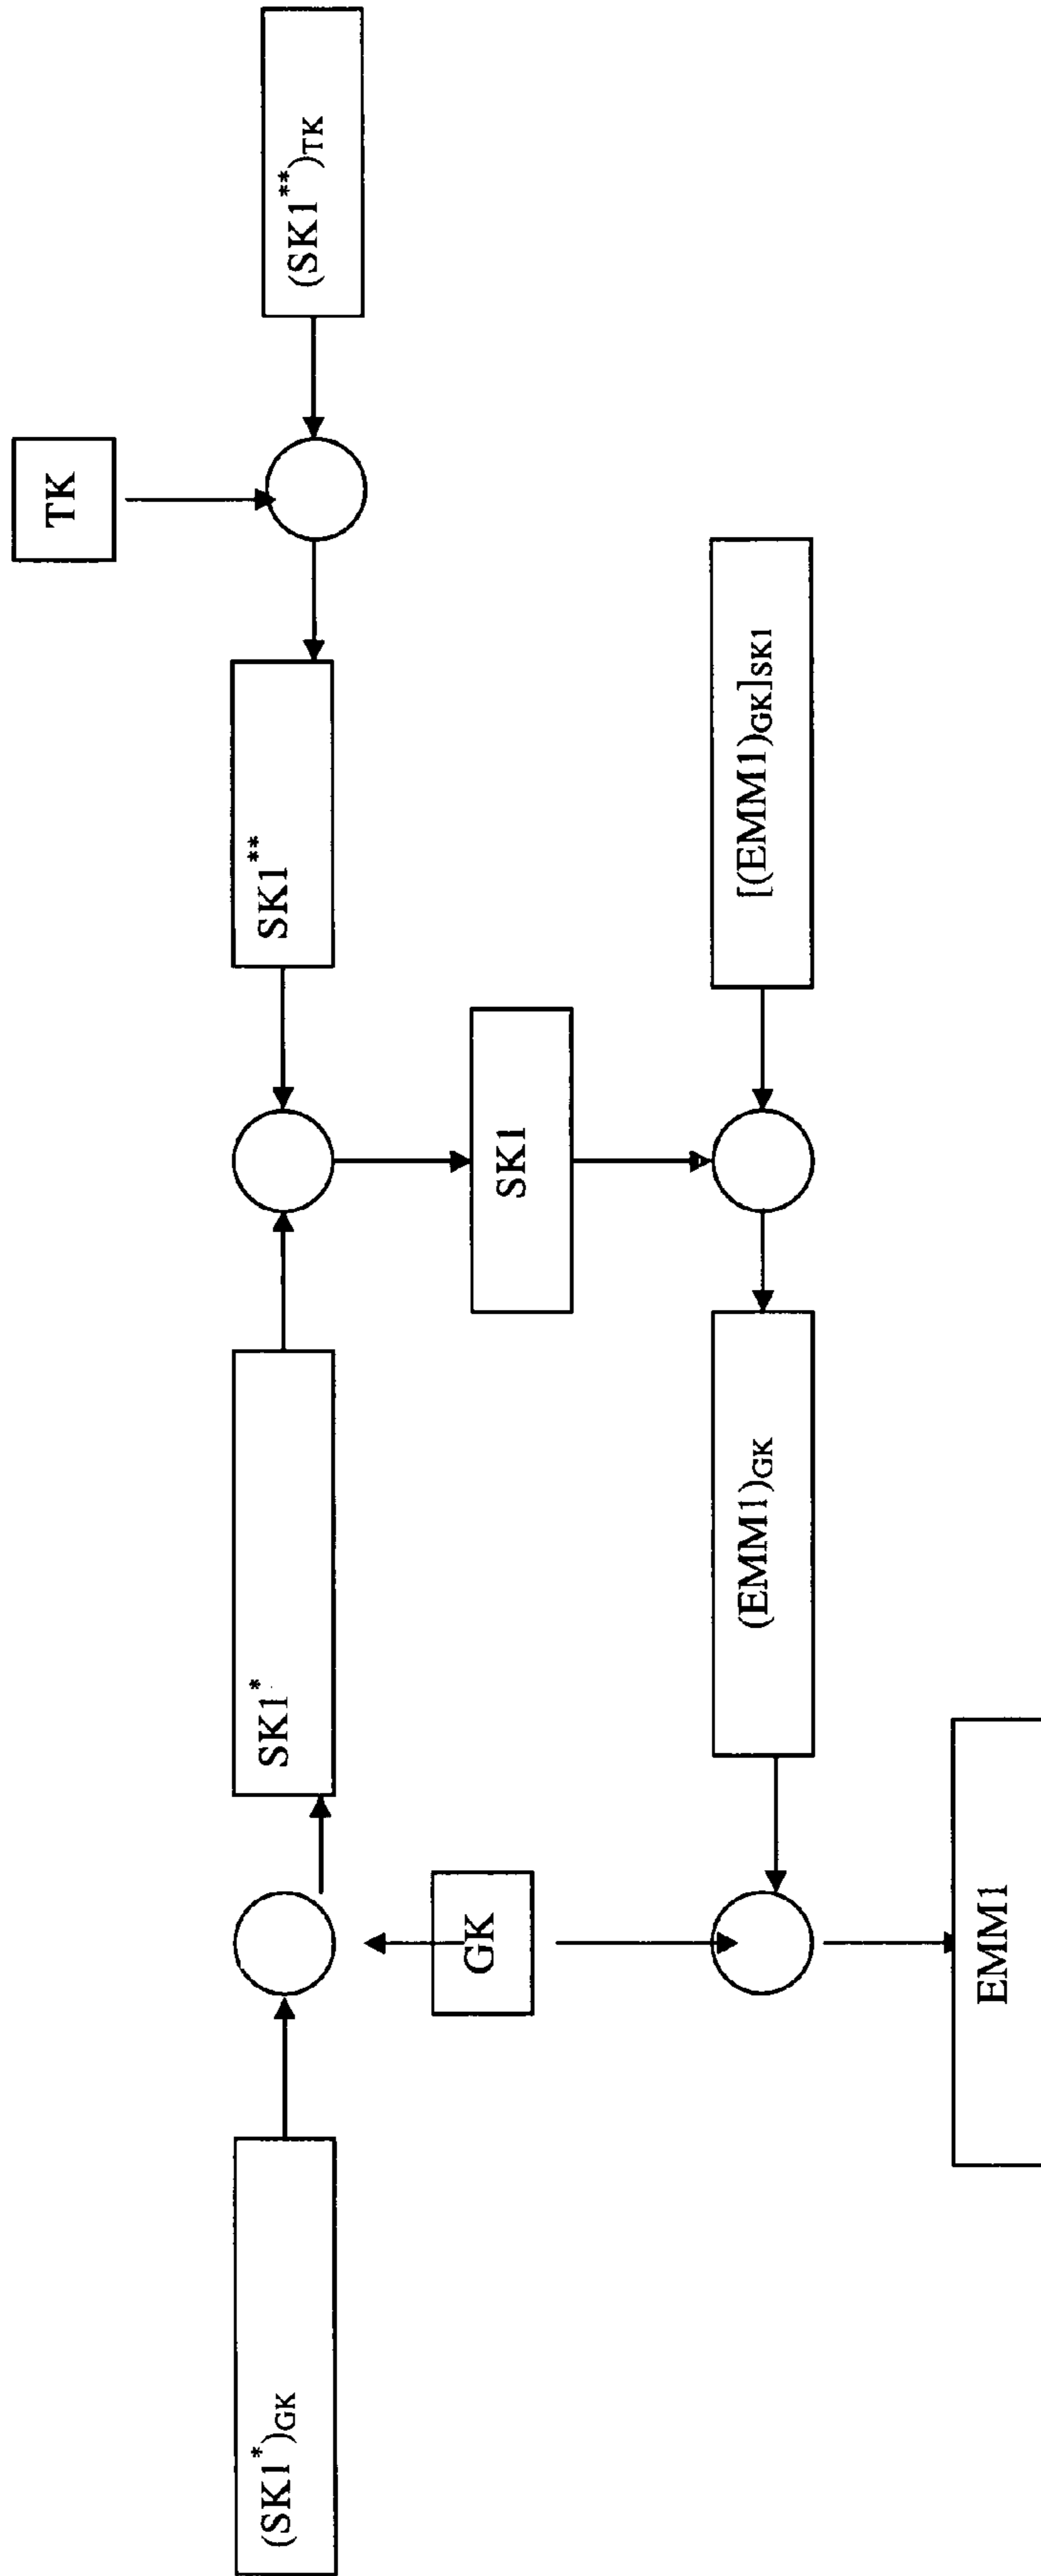 TK
(SK1**)TK
SK1**
SK1*
(SK1*)GK
SK1
GK
[(EMM1)GK]SK1
(EMM1)GK
EMM1